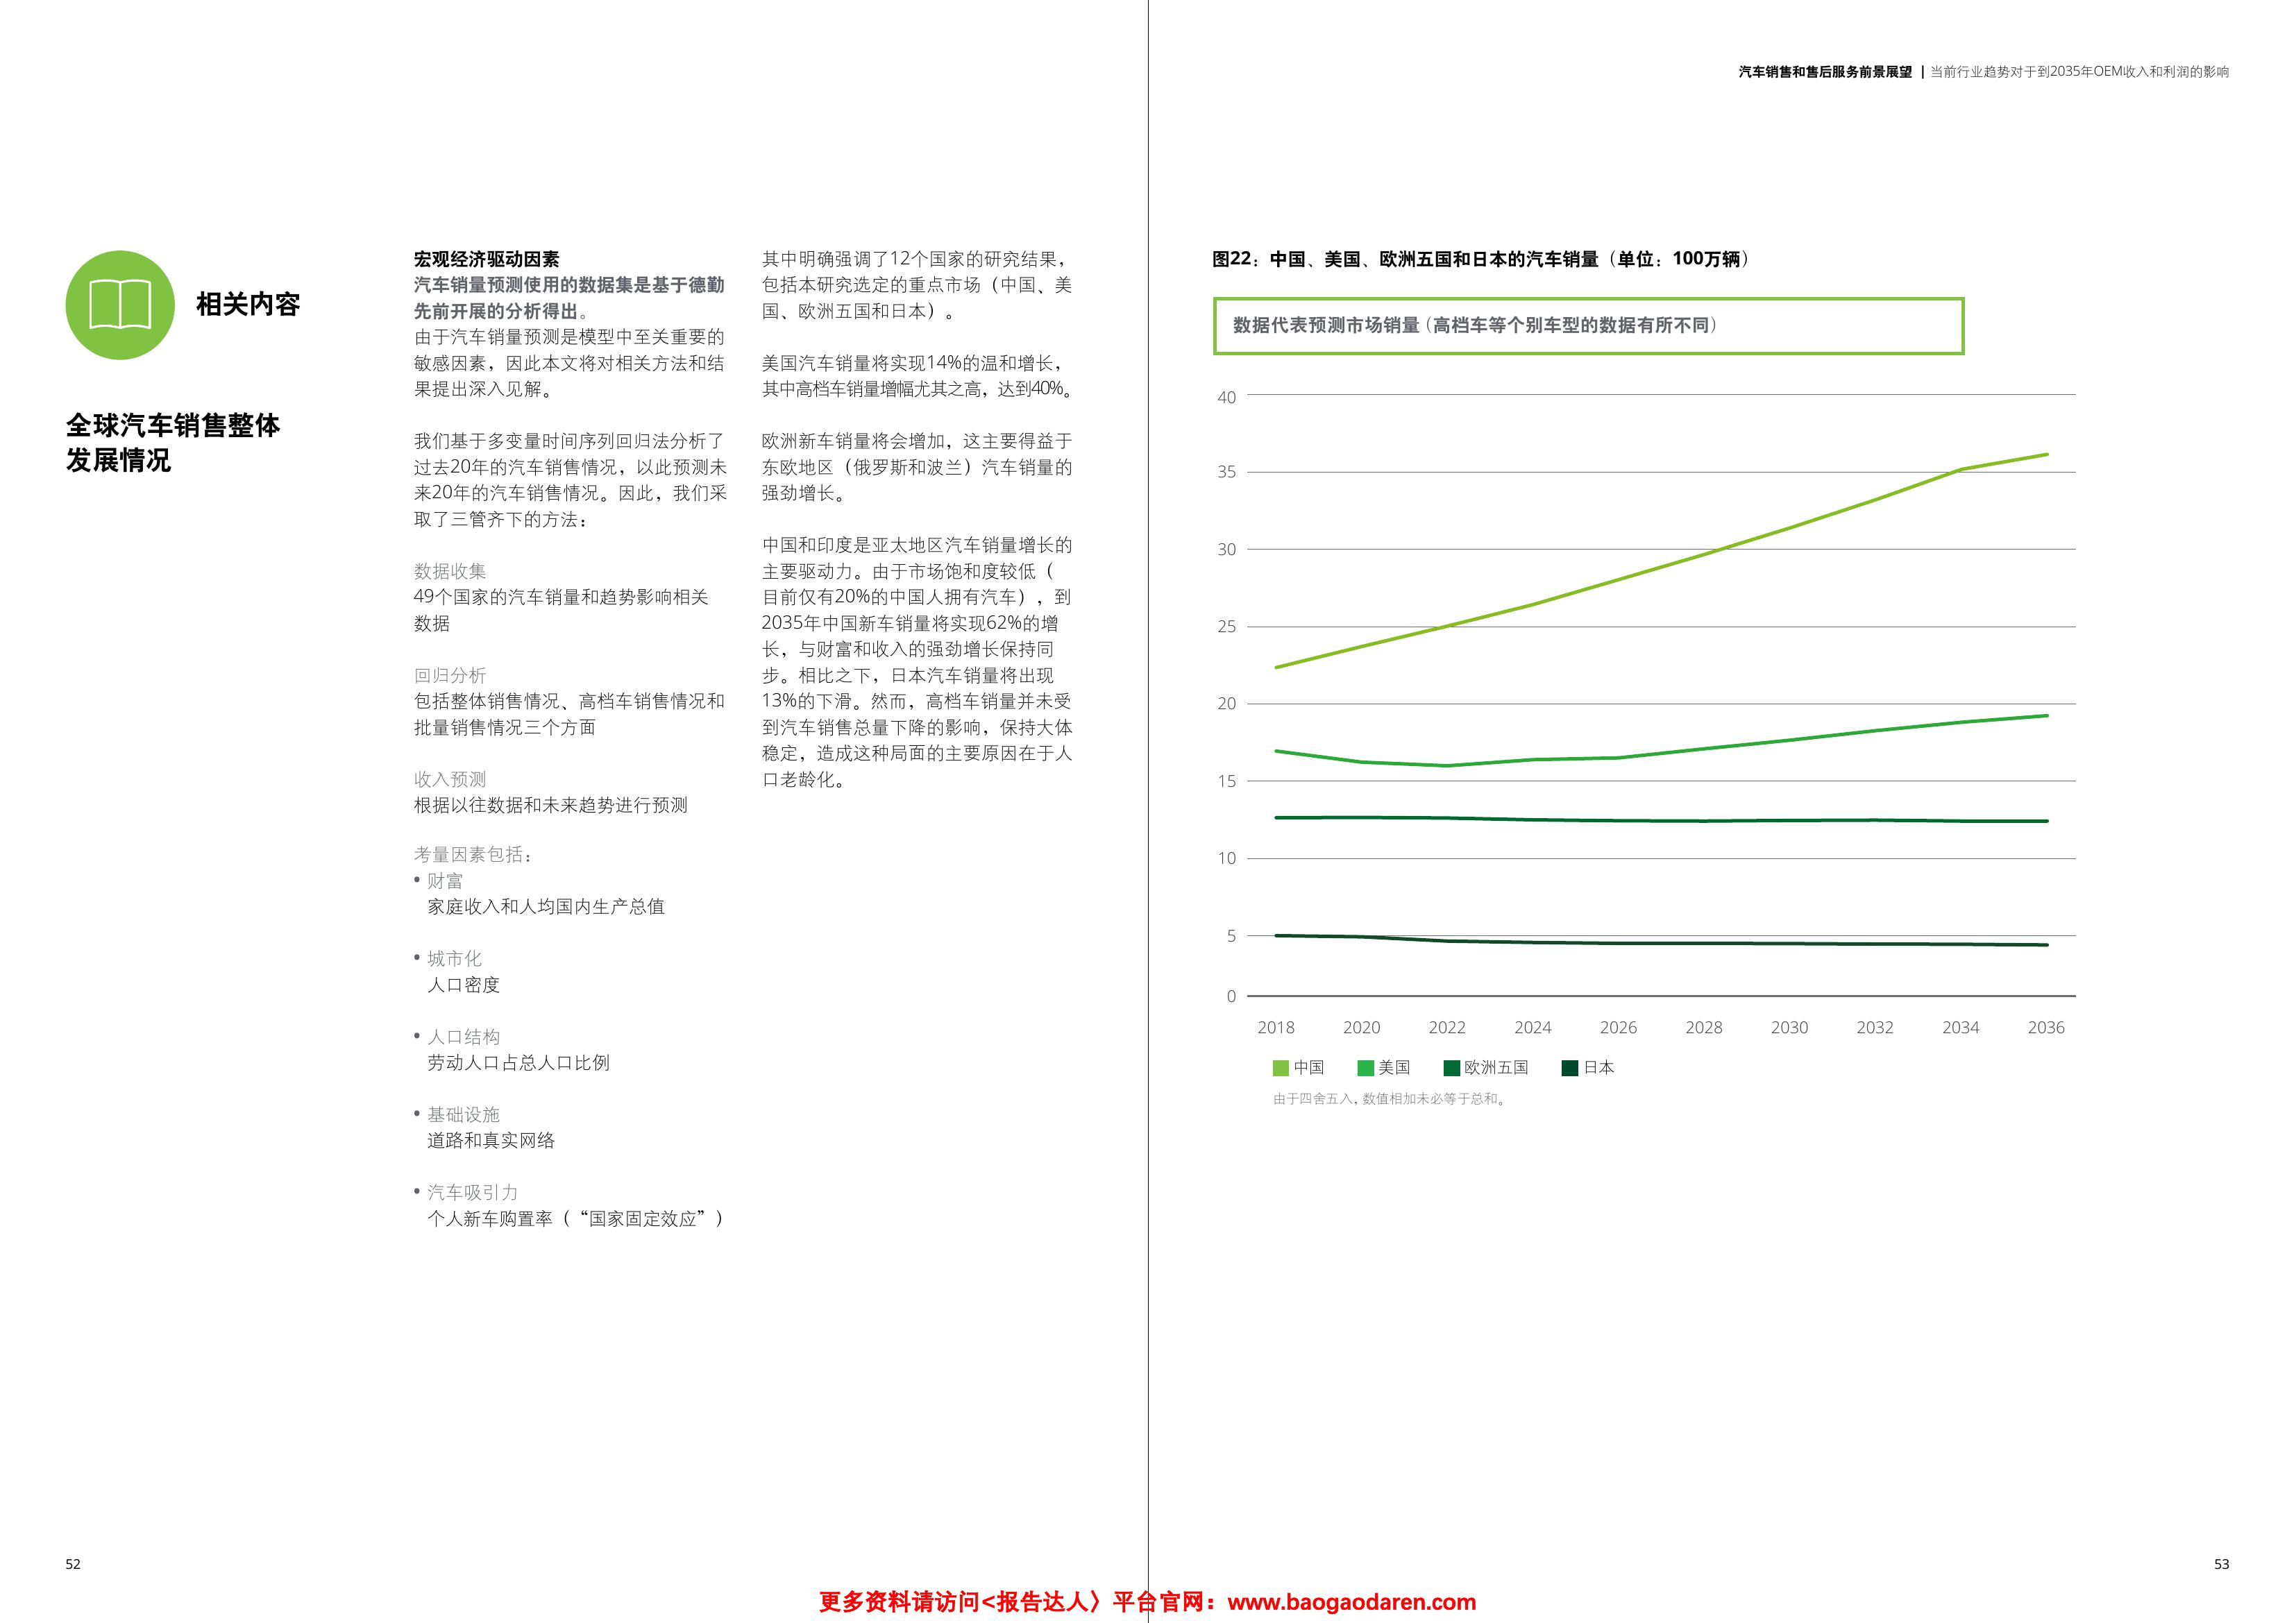 汽车销售和售后服务前景展望 | 当前行业趋势对于到2035年OEM收入和利润的影响
相关内容
全球汽车销售整体
发展情况
宏观经济驱动因素
汽车销量预测使用的数据集是基于德勤
先前开展的分析得出。
由于汽车销量预测是模型中至关重要的
敏感因素，因此本文将对相关方法和结
果提出深入见解。
我们基于多变量时间序列回归法分析了
过去20年的汽车销售情况，以此预测未
来20年的汽车销售情况。因此，我们采
取了三管齐下的方法：
数据收集
49个国家的汽车销量和趋势影响相关
数据
回归分析
包括整体销售情况、高档车销售情况和
批量销售情况三个方面
收入预测
根据以往数据和未来趋势进行预测
考量因素包括：
• 财富
家庭收入和人均国内生产总值
• 城市化
人口密度
• 人口结构
劳动人口占总人口比例
• 基础设施
道路和真实网络
• 汽车吸引力
个人新车购置率（“国家固定效应”）
其中明确强调了12个国家的研究结果，
包括本研究选定的重点市场（中国、美
国、欧洲五国和日本）。
美国汽车销量将实现14%的温和增长，
其中高档车销量增幅尤其之高，达到40%。
欧洲新车销量将会增加，这主要得益于
东欧地区（俄罗斯和波兰）汽车销量的
强劲增长。
中国和印度是亚太地区汽车销量增长的
主要驱动力。由于市场饱和度较低（
目前仅有20%的中国人拥有汽车），到
2035年中国新车销量将实现62%的增
长，与财富和收入的强劲增长保持同
步。相比之下，日本汽车销量将出现
13%的下滑。然而，高档车销量并未受
到汽车销售总量下降的影响，保持大体
稳定，造成这种局面的主要原因在于人
口老龄化。
图22：中国、美国、欧洲五国和日本的汽车销量（单位：100万辆）
数据代表预测市场销量（高档车等个别车型的数据有所不同）
40
35
30
25
20
15
10
5
0
2018 2020 2022 2024 2026 2028 2030 2032 2034 2036
中国 美国 欧洲五国 日本
由于四舍五入，数值相加未必等于总和。
52
53
更多资料请访问<报告达人〉平台官网：www.baogaodaren.com